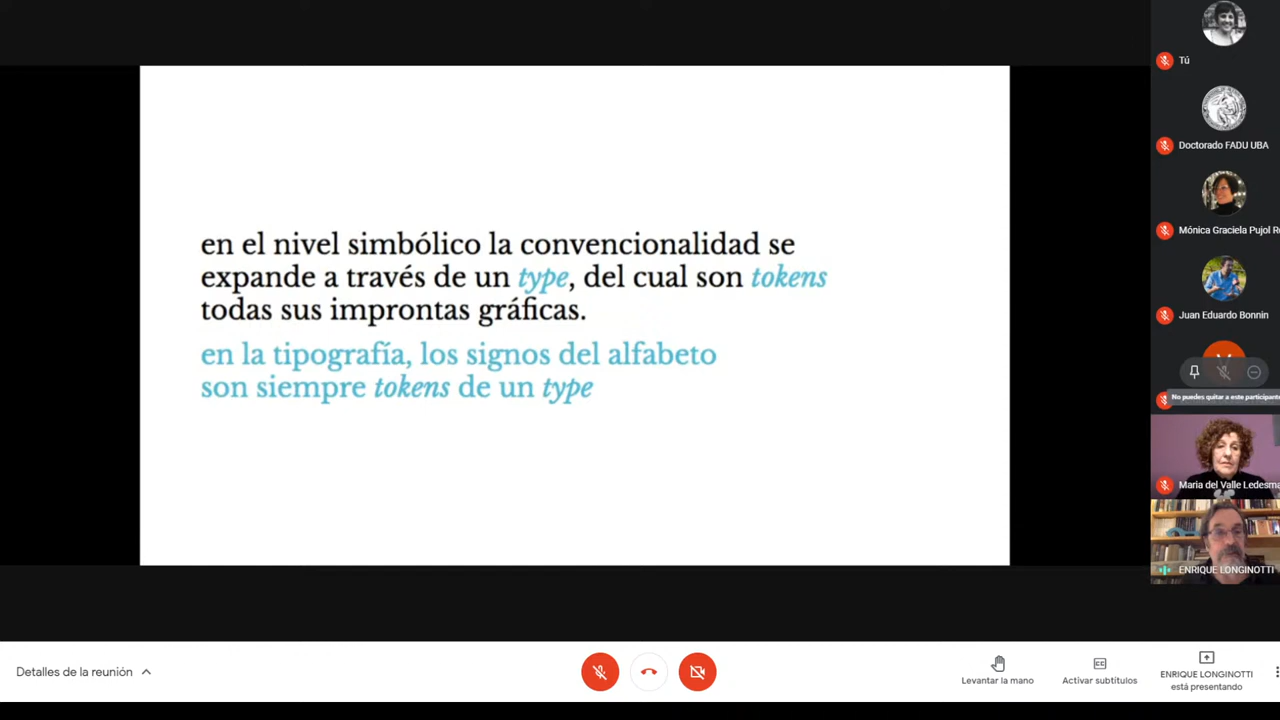 en el nivel simbólico la convencionalidad se
expande a través de un type, del cual son tokens
todas sus improntas gráficas.
en la tipografía, los signos del alfabeto
son siempre tokens de un type
Tú
Doctorado FADU UBA
Mónica Graciela Pujol R
Juan Eduardo Bonnin
No puedes quitar a este participante
Maria del Valle Ledesma
ENRIQUE LONGINOTTI
Detalles de la reunión
Levantar la mano
Activar subtítulos
ENRIQUE LONGINOTTI
está presentando